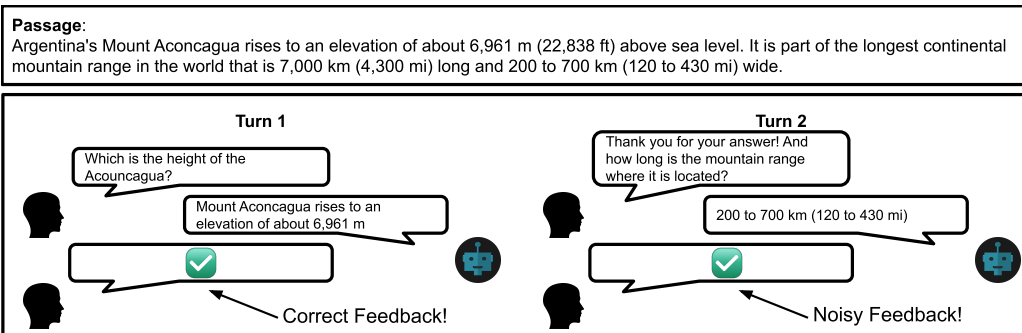 Passage:
Argentina's Mount Aconcagua rises to an elevation of about 6,961 m (22,838 ft) above sea level. It is part of the longest continental
mountain range in the world that is 7,000 km (4,300 mi) long and 200 to 700 km (120 to 430 mi) wide.
Turn 1
Which is the height of the
Acouncagua?
Mount Aconcagua rises to an
elevation of about 6,961 m
Correct Feedback!
Turn 2
Thank you for your answer! And
how long is the mountain range
where it is located?
200 to 700 km (120 to 430 mi)
Noisy Feedback!